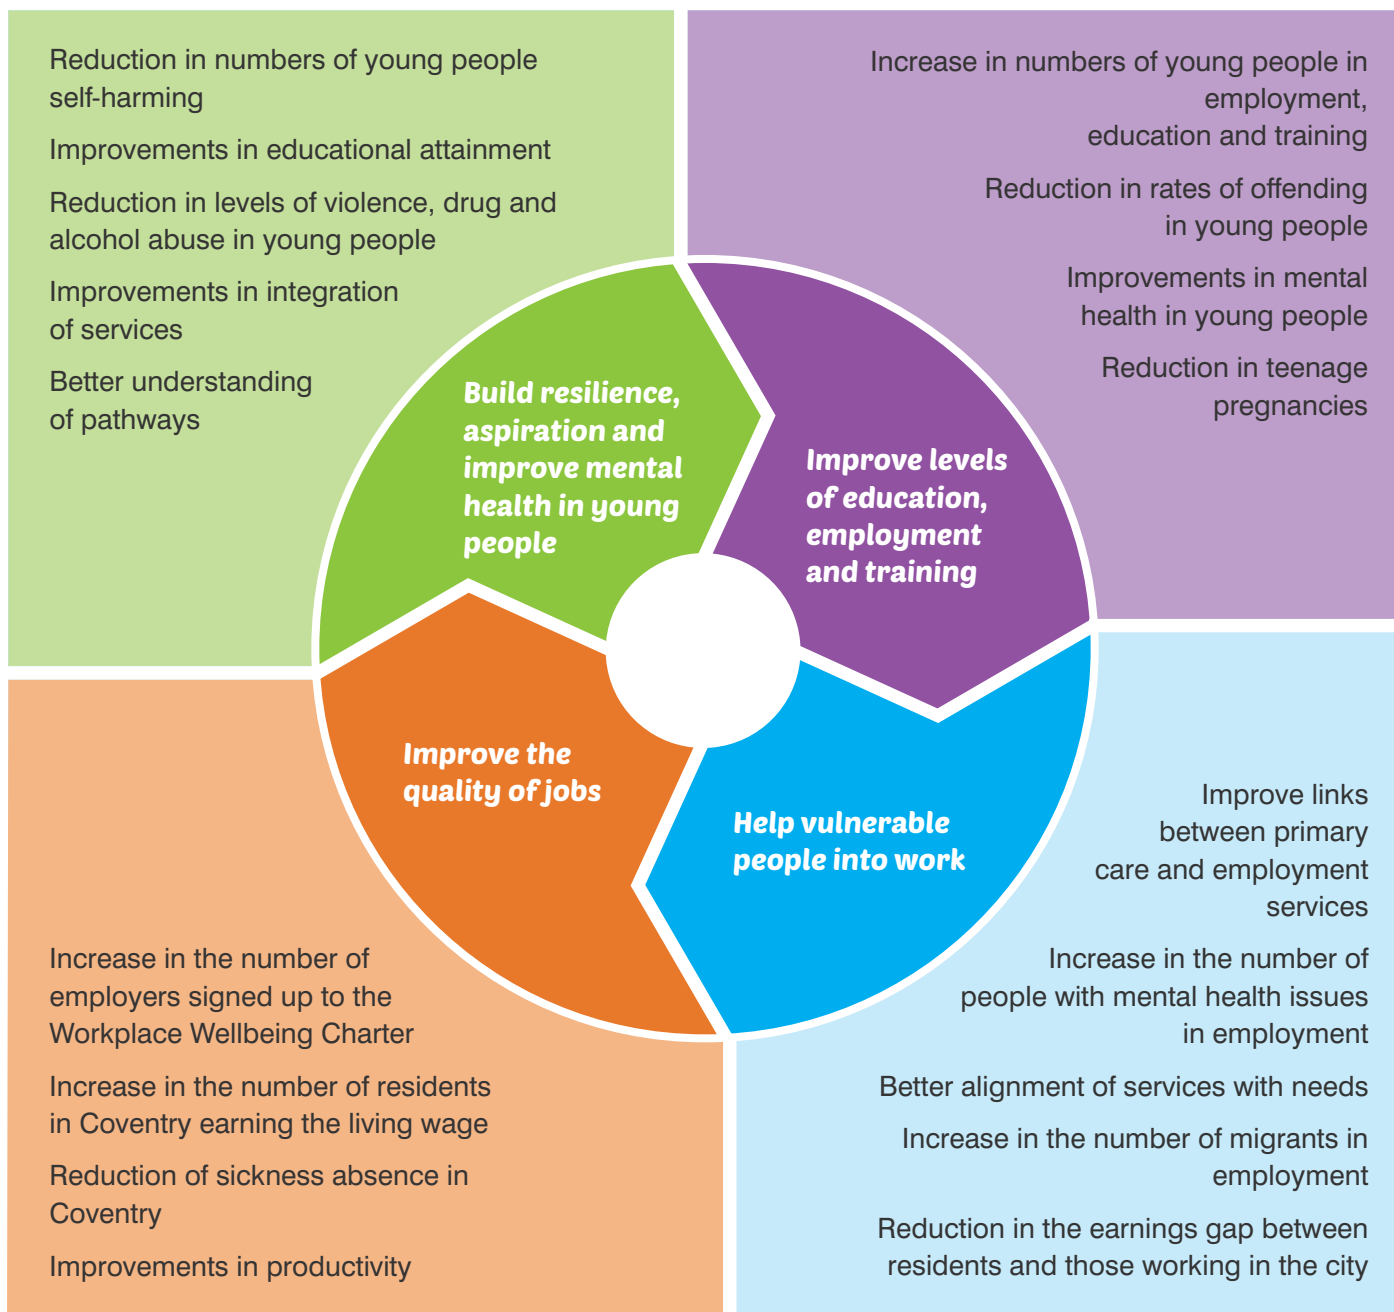 Reduction in numbers of young people
self-harming
Improvements in educational attainment
Reduction in levels of violence, drug and
alcohol abuse in young people
Improvements in integration
of services
Better understanding
of pathways
Increase in numbers of young people in
employment,
education and training
Reduction in rates of offending
in young people
Improvements in mental
health in young people
Reduction in teenage
pregnancies
Build resilience,
aspiration and
improve mental
health in young
people
Improve levels
of education,
employment
and training
Improve the
quality of jobs
Help vulnerable
people into work
Increase in the number of
employers signed up to the
Workplace Wellbeing Charter
Increase in the number of residents
in Coventry earning the living wage
Reduction of sickness absence in
Coventry
Improvements in productivity
Improve links
between primary
care and employment
services
Increase in the number of
people with mental health issues
in employment
Better alignment of services with needs
Increase in the number of migrants in
employment
Reduction in the earnings gap between
residents and those working in the city